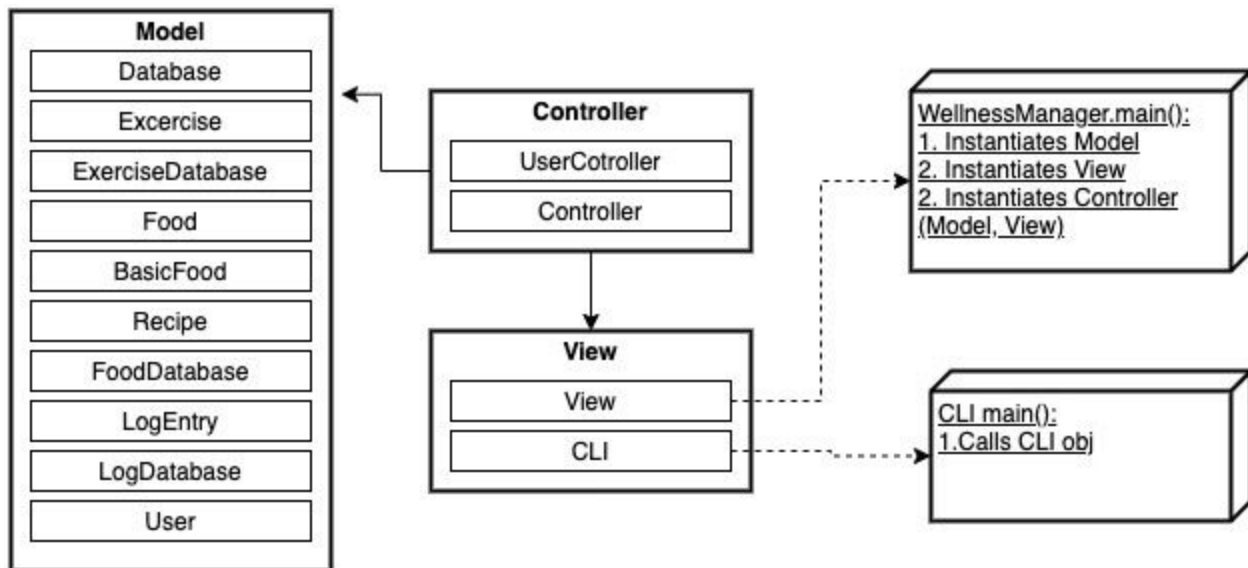 Model
Database
Excercise
ExerciseDatabase
Food
BasicFood
Recipe
FoodDatabase
LogEntry
LogDatabase
User
Controller
UserCotroller
Controller
View
View
CLI
WellnessManager.main():
1. Instantiates Model
2. Instantiates View
2. Instantiates Controller
(Model, View)
CLI main():
1.Calls CLI obj